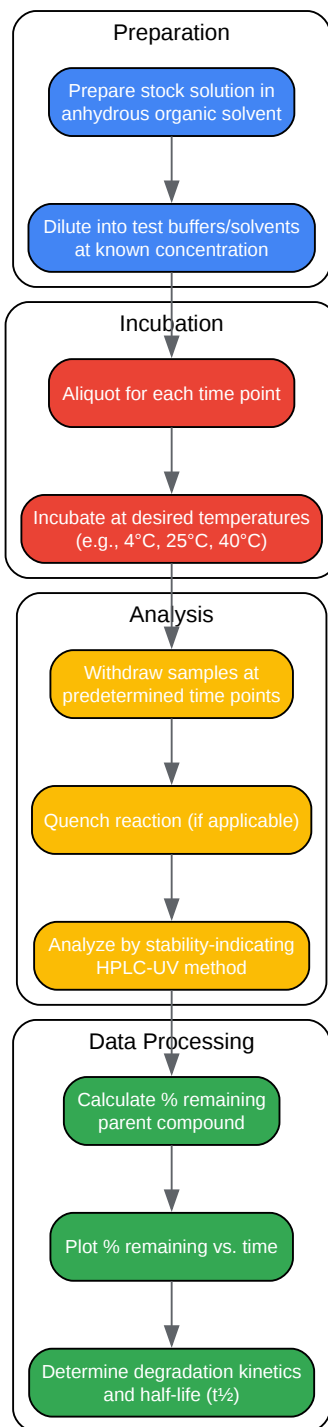 Preparation
Prepare stock solution in
anhydrous organic solvent
Dilute into test buffers/solvents
at known concentration
Incubation
Aliquot for each time point
Incubate at desired temperatures
(e.g., 4°C, 25°C, 40°C)
Analysis
Withdraw samples at
predetermined time points
Quench reaction (if applicable)
Analyze by stability-indicating
HPLC-UV method
Data Processing
Calculate % remaining
parent compound
Plot % remaining vs. time
Determine degradation kinetics
and half-life (t½)